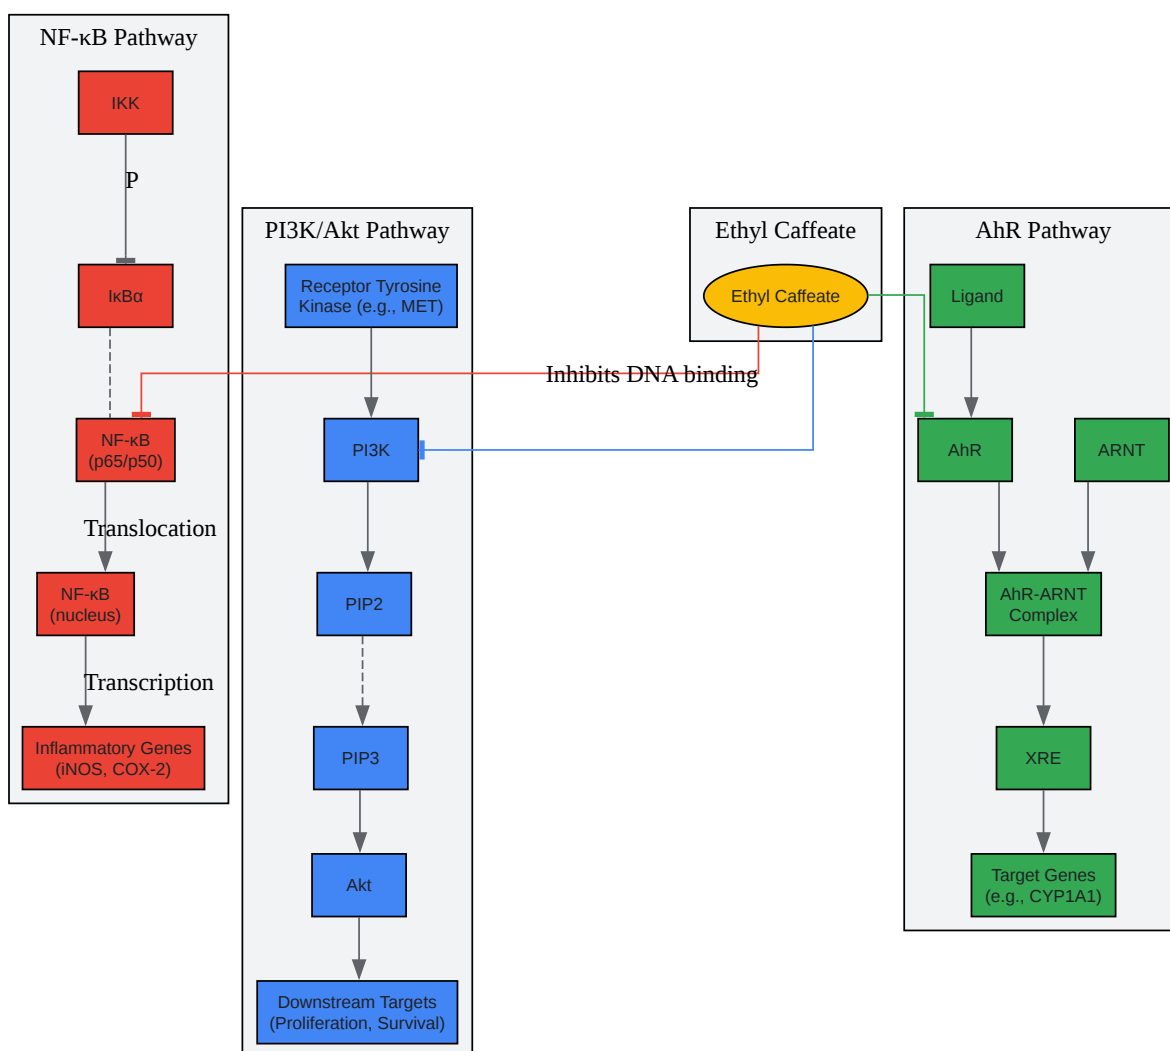 NF-κB Pathway
IKK
P
IκBα
NF-κB
(p65/p50)
Translocation
NF-κB
(nucleus)
Transcription
Inflammatory Genes
(iNOS, COX-2)
PI3K/Akt Pathway
Receptor Tyrosine
Kinase (e.g., MET)
PI3K
PIP2
PIP3
Akt
Downstream Targets
(Proliferation, Survival)
Ethyl Caffeate
Ethyl Caffeate
Inhibits DNA binding
AhR Pathway
Ligand
AhR
ARNT
AhR-ARNT
Complex
XRE
Target Genes
(e.g., CYP1A1)